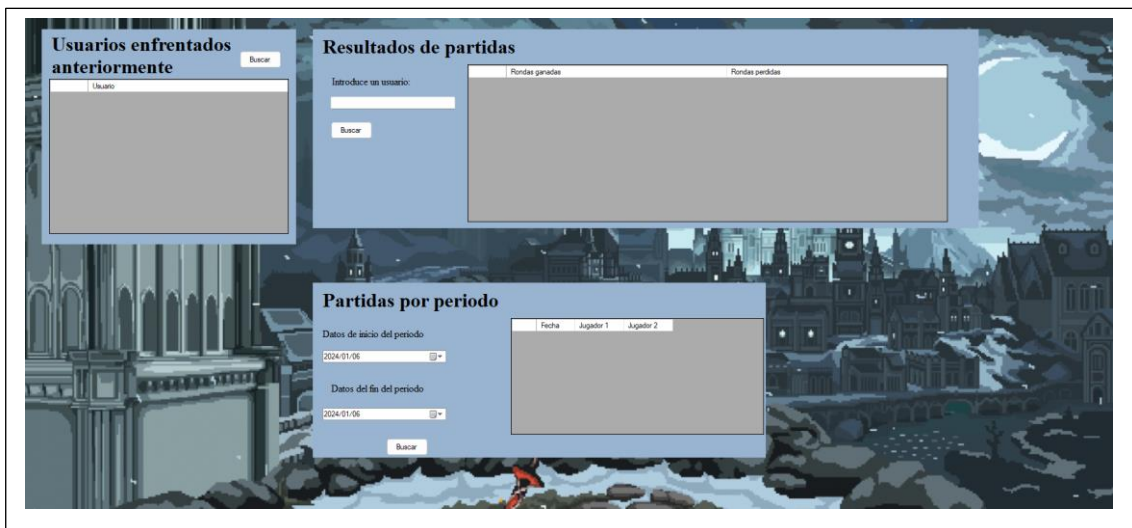 Usuarios enfrentados
anteriormente
Buscar
Usuario
Resultados de partidas
Introduce un usuario:
Buscar
Rondas ganadas Rondas perdidas
Partidas por periodo
Datos de inicio del periodo
2024/01/06
Datos del fin del periodo
2024/01/06
Buscar
Fecha Jugador 1 Jugador 2